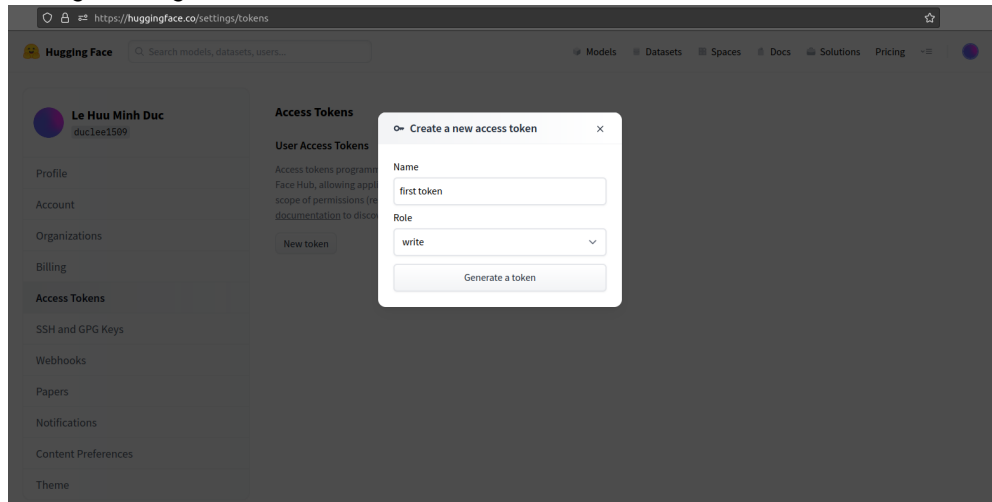 https://huggingface.co/settings/tokens
Hugging Face
Search models, datasets, users...
Models
Datasets
Spaces
Docs
Solutions
Pricing
Le Huu Minh Duc
duclee1509
Profile
Account
Organizations
Billing
Access Tokens
SSH and GPG Keys
Webhooks
Papers
Notifications
Content Preferences
Theme
Access Tokens
User Access Tokens
Access tokens programm
Face Hub, allowing appli
scope of permissions (re
documentation to disco
New token
Create a new access token
Name
first token
Role
write
Generate a token